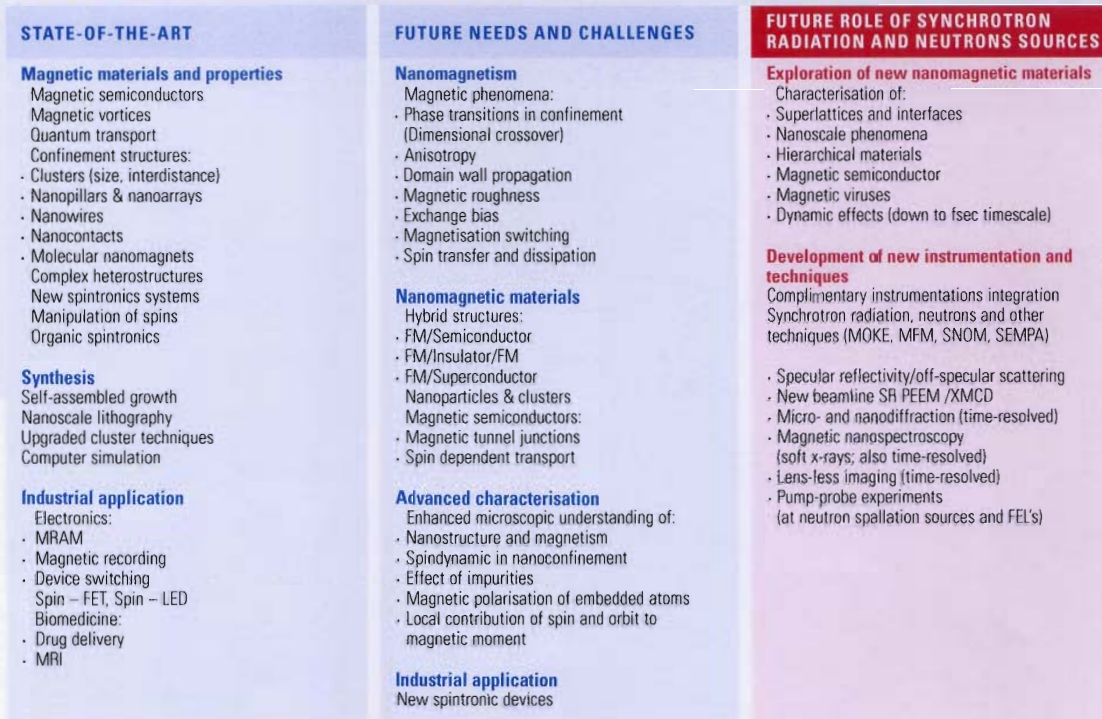 STATE-OF-THE-ART
Magnetic materials and properties
Magnetic semiconductors
Magnetic vortices
Quantum transport
Confinement structures:
· Clusters (size, interdistance)
· Nanopillars & nanoarrays
· Nanowires
· Nanocontacts
· Molecular nanomagnets
Complex heterostructures
New spintronics systems
Manipulation of spins
Organic spintronics
Synthesis
Self-assembled growth
Nanoscale lithography
Upgraded cluster techniques
Computer simulation
Industrial application
Electronics:
· MRAM
· Magnetic recording
· Device switching
Spin – FET, Spin – LED
Biomedicine:
· Drug delivery
· MRI
FUTURE NEEDS AND CHALLENGES
Nanomagnetism
Magnetic phenomena:
· Phase transitions in confinement
(Dimensional crossover)
· Anisotropy
· Domain wall propagation
· Magnetic roughness
· Exchange bias
· Magnetisation switching
· Spin transfer and dissipation
Nanomagnetic materials
Hybrid structures:
· FM/Semiconductor
· FM/Insulator/FM
· FM/Superconductor
Nanoparticles & clusters
Magnetic semiconductors:
· Magnetic tunnel junctions
· Spin dependent transport
Advanced characterisation
Enhanced microscopic understanding of:
· Nanostructure and magnetism
· Spindynamic in nanoconfinement
· Effect of impurities
· Magnetic polarisation of embedded atoms
· Local contribution of spin and orbit to
magnetic moment
Industrial application
New spintronic devices
FUTURE ROLE OF SYNCHROTRON
RADIATION AND NEUTRONS SOURCES
Exploration of new nanomagnetic materials
Characterisation of:
· Superlattices and interfaces
· Nanoscale phenomena
· Hierarchical materials
· Magnetic semiconductor
· Magnetic viruses
· Dynamic effects (down to fsec timescale)
Development of new instrumentation and
techniques
Complimentary instrumentations integration
Synchrotron radiation, neutrons and other
techniques (MOKE, MFM, SNOM, SEMPA)
· Specular reflectivity/off-specular scattering
· New beamline SR PEEM /XMCD
· Micro- and nanodiffraction (time-resolved)
· Magnetic nanospectroscopy
(soft x-rays; also time-resolved)
· Lens-less imaging (time-resolved)
· Pump-probe experiments
(at neutron spallation sources and FEL's)